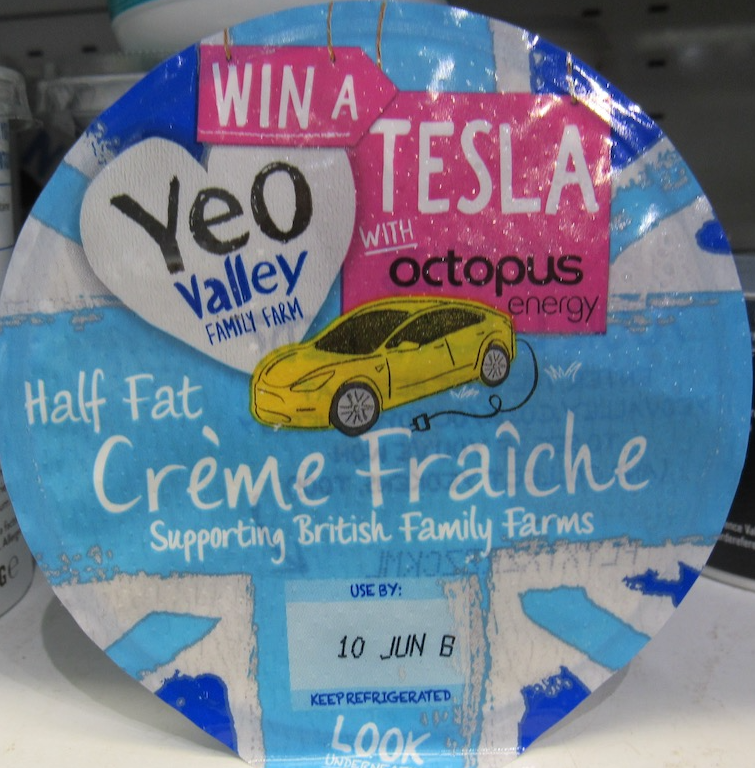 WIN A
TESLA
WITH
octopus
energy
Yeo
Valley
FAMILY FARM
Half Fat
Crème Fraîche
Supporting British Family Farms
USE BY:
10 JUN B
KEEP REFRIGERATED
LOOK
UNDERNEAT